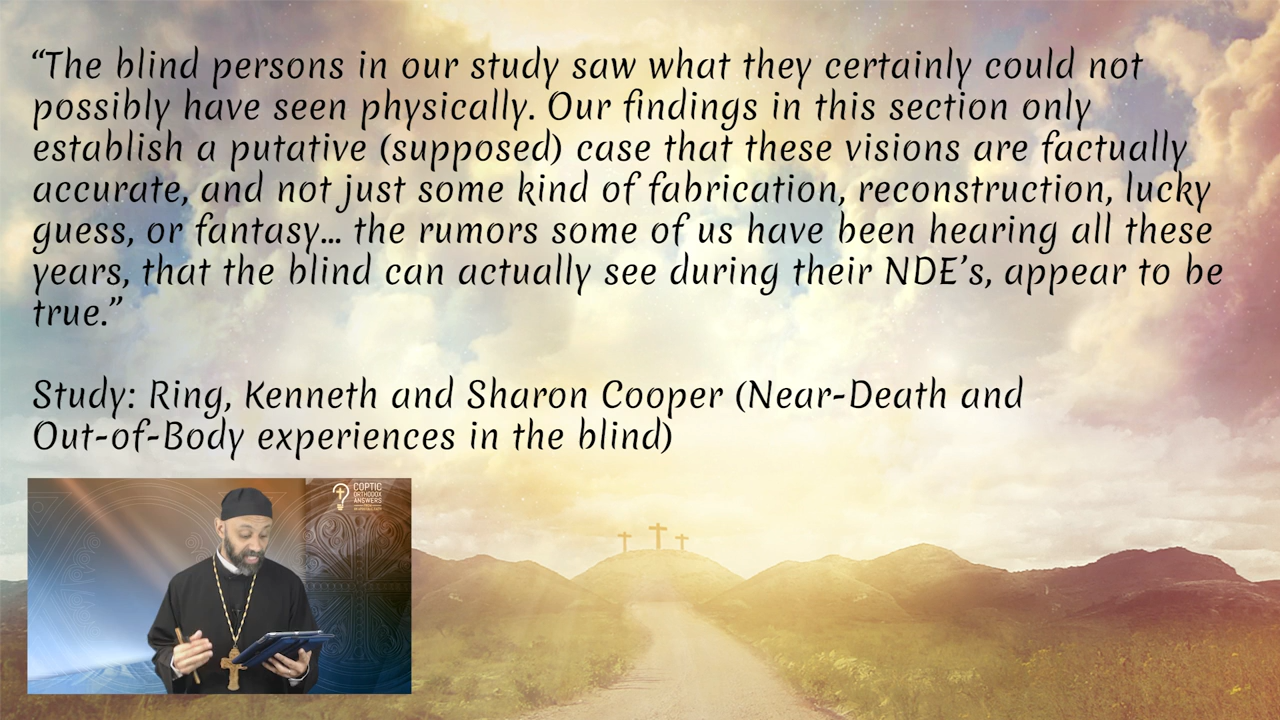 “The blind persons in our study saw what they certainly could not
possibly have seen physically. Our findings in this section only
establish a putative (supposed) case that these visions are factually
accurate, and not just some kind of fabrication, reconstruction, lucky
guess, or fantasy... the rumors some of us have been hearing all these
years, that the blind can actually see during their NDE’s, appear to be
true.”
Study: Ring, Kenneth and Sharon Cooper (Near-Death and
Out-of-Body experiences in the blind)
COPTIC
ORTHODOX
ANSWERS